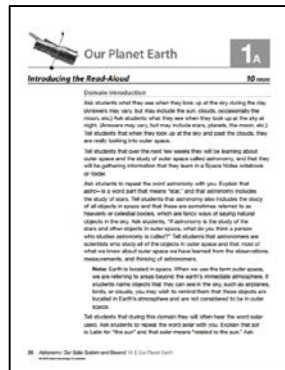 Our Planet Earth
1A
Introducing the Read-Aloud
10 minutes
Domain Introduction
Ask students what they see when they look up at the sky during the day.
(Answers may vary, but may include the sun, clouds, occasionally the
moon, etc.) Ask students what they see when they look up at the sky at
night. (Answers may vary, but may include stars, planets, the moon, etc.)
Tell students that when they look up at the sky and past the clouds, they
are really looking into outer space.
Tell students that over the next few weeks they will be learning about
outer space and the study of outer space called astronomy, and that they
will be gathering information that they learn in a Space Notes notebook
or folder.
Ask students to repeat the word astronomy with you. Explain that
astro– is a word part that means "star," and that astronomy includes
the study of stars. Tell students that astronomy also includes the study
of all objects in space and that these are sometimes referred to as
heavenly or celestial bodies, which are fancy ways of saying natural
objects in the sky. Ask students, "If astronomy is the study of the
stars and other objects in outer space, what do you think a person
who studies astronomy is called?" Tell students that astronomers are
scientists who study all of the objects in outer space and that most of
what we know about outer space we have learned from the observations,
measurements, and thinking of astronomers.
Note: Earth is located in space. When we use the term outer space,
we are referring to areas beyond the earth's immediate atmosphere. If
students name objects that they can see in the sky, such as airplanes,
birds, or clouds, you may wish to remind them that these objects are
located in Earth's atmosphere and are not considered to be in outer
space.
Tell students that during this domain they will often hear the word solar
used. Ask students to repeat the word solar with you. Explain that sol
is Latin for "the sun" and that solar means "related to the sun." Ask
Astronomy: Our Solar System and Beyond 1A | Our Planet Earth